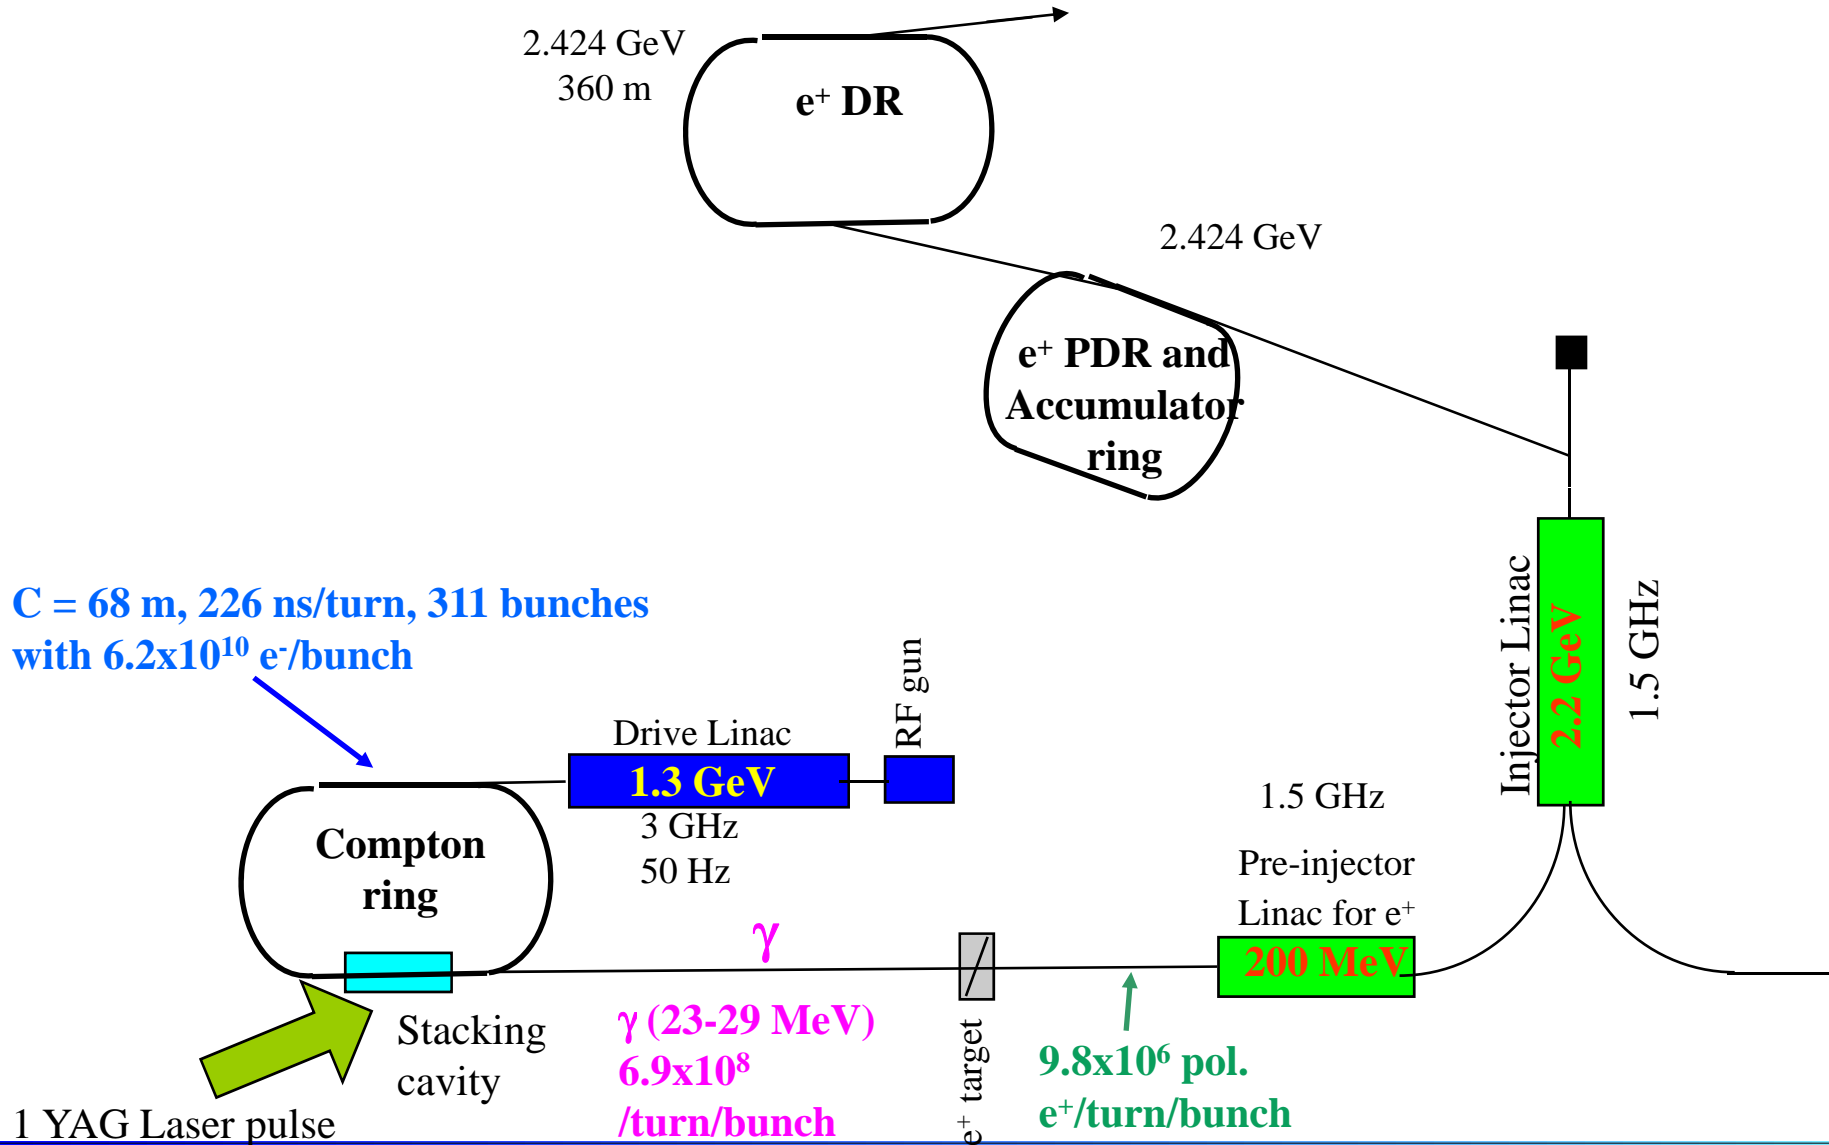 2.424 GeV
360 m
e⁺ DR
2.424 GeV
e⁺ PDR and
Accumulator
ring
C = 68 m, 226 ns/turn, 311 bunches
with 6.2x10¹⁰ e⁻/bunch
Drive Linac
1.3 GeV
3 GHz
50 Hz
RF gun
Injector Linac
2.2 GeV
1.5 GHz
1.5 GHz
Pre-injector
Linac for e⁺
200 MeV
Compton
ring
γ
Stacking
cavity
γ (23-29 MeV)
6.9x10⁸
/turn/bunch
e⁺ target
9.8x10⁶ pol.
e⁺/turn/bunch
1 YAG Laser pulse